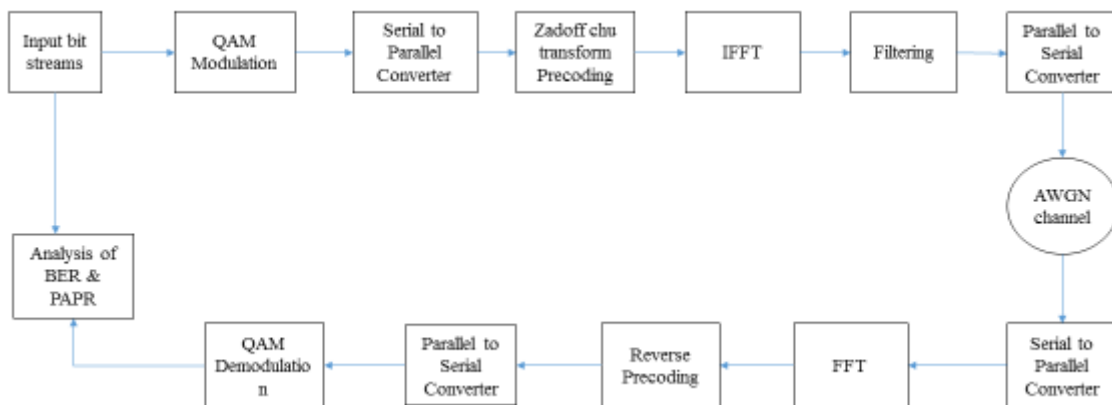 Input bit
streams
QAM
Modulation
Serial to
Parallel
Converter
Zadoff chu
transform
Precoding
IFFT
Filtering
Parallel to
Serial
Converter
AWGN
channel
Analysis of
BER &
PAPR
QAM
Demodulatio
n
Parallel to
Serial
Converter
Reverse
Precoding
FFT
Serial to
Parallel
Converter